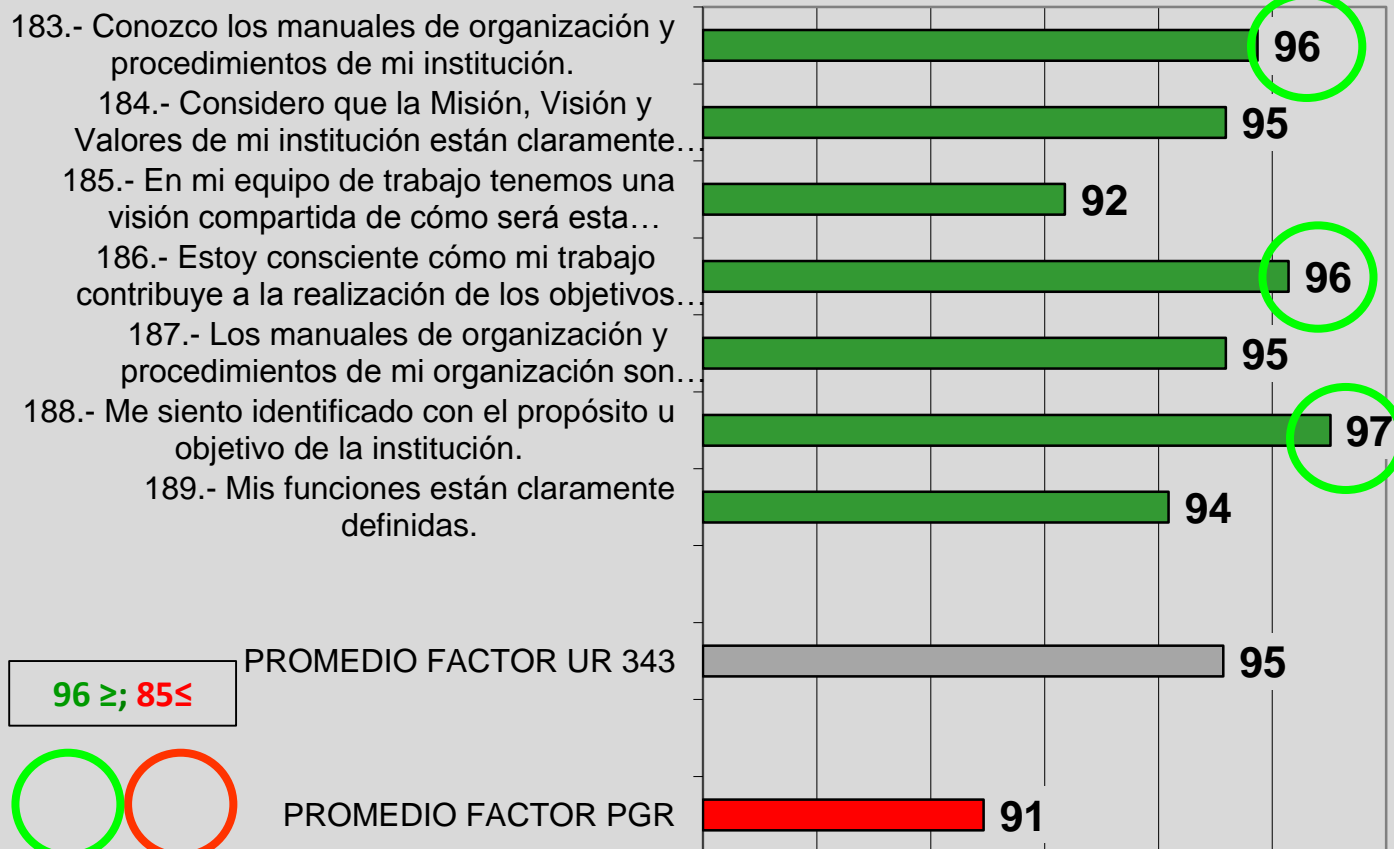 183.- Conozco los manuales de organización y
procedimientos de mi institución.
96
184.- Considero que la Misión, Visión y
Valores de mi institución están claramente…
95
185.- En mi equipo de trabajo tenemos una
visión compartida de cómo será esta…
92
186.- Estoy consciente cómo mi trabajo
contribuye a la realización de los objetivos…
96
187.- Los manuales de organización y
procedimientos de mi organización son…
95
188.- Me siento identificado con el propósito u
objetivo de la institución.
97
189.- Mis funciones están claramente
definidas.
94
PROMEDIO FACTOR UR 343
95
96 ≥; 85≤
PROMEDIO FACTOR PGR
91